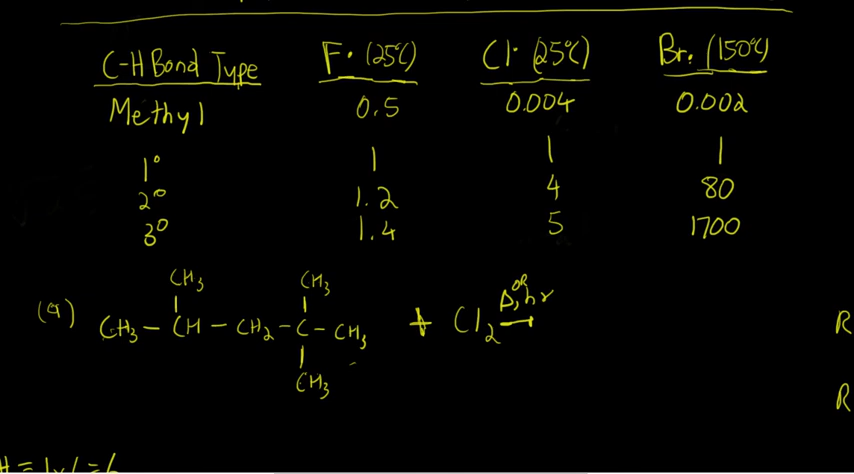 C-H Bond Type F· (25°C) Cl· (25°C) Br· (150°C)
Methyl 0.5 0.004 0.002
1° 1 1 1
2° 1.2 4 80
3° 1.4 5 1700
CH₃ CH₃
(a) CH₃ - CH - CH₂ - C - CH₃ + Cl₂ Δ, or hν →
CH₃
R
R
H = 1x6 = 6